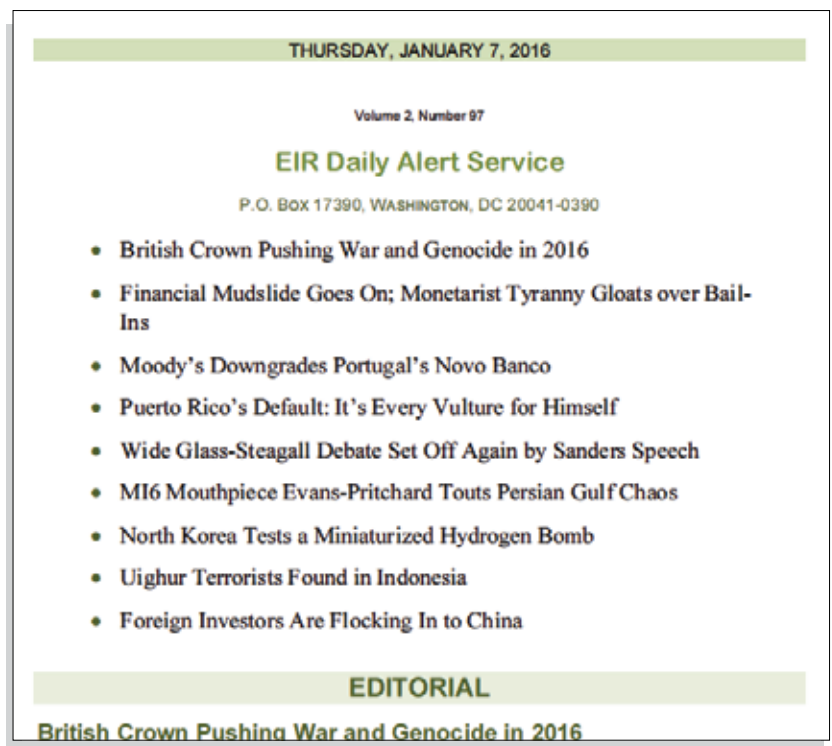 THURSDAY, JANUARY 7, 2016
Volume 2, Number 97
EIR Daily Alert Service
P.O. BOX 17390, WASHINGTON, DC 20041-0390
• British Crown Pushing War and Genocide in 2016
• Financial Mudslide Goes On; Monetarist Tyranny Gloats over Bail-
Ins
• Moody's Downgrades Portugal's Novo Banco
• Puerto Rico's Default: It's Every Vulture for Himself
• Wide Glass-Steagall Debate Set Off Again by Sanders Speech
• MI6 Mouthpiece Evans-Pritchard Touts Persian Gulf Chaos
• North Korea Tests a Miniaturized Hydrogen Bomb
• Uighur Terrorists Found in Indonesia
• Foreign Investors Are Flocking In to China
EDITORIAL
British Crown Pushing War and Genocide in 2016